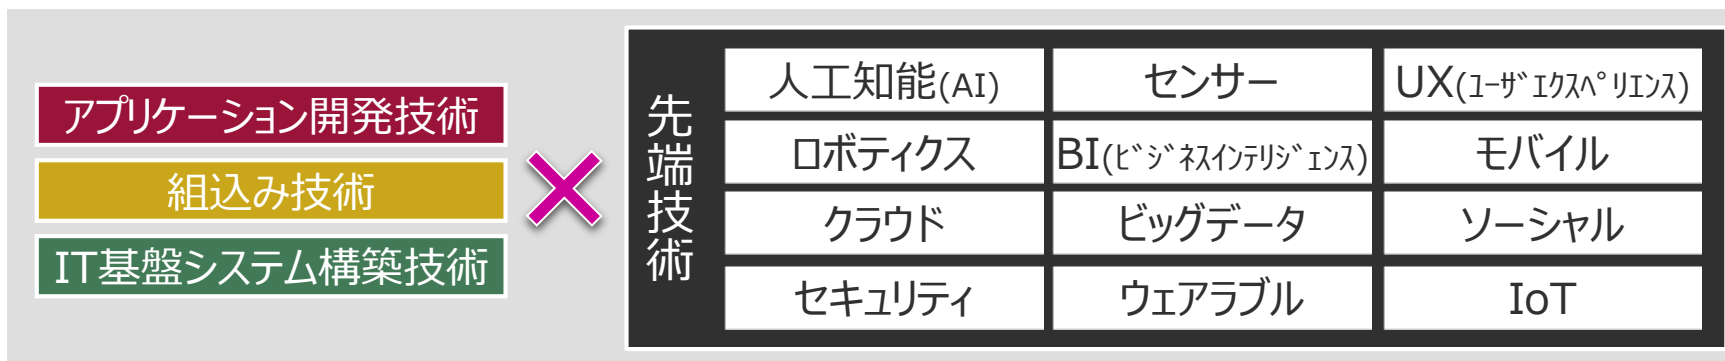 アプリケーション開発技術
組込み技術
IT基盤システム構築技術
×
先端技術
人工知能(AI)
センサー
UX(ﾕｰｻﾞｴｸｽﾍﾟﾘｴﾝｽ)
ロボティクス
BI(ﾋﾞｼﾞﾈｽｲﾝﾃﾘｼﾞｪﾝｽ)
モバイル
クラウド
ビッグデータ
ソーシャル
セキュリティ
ウェアラブル
IoT